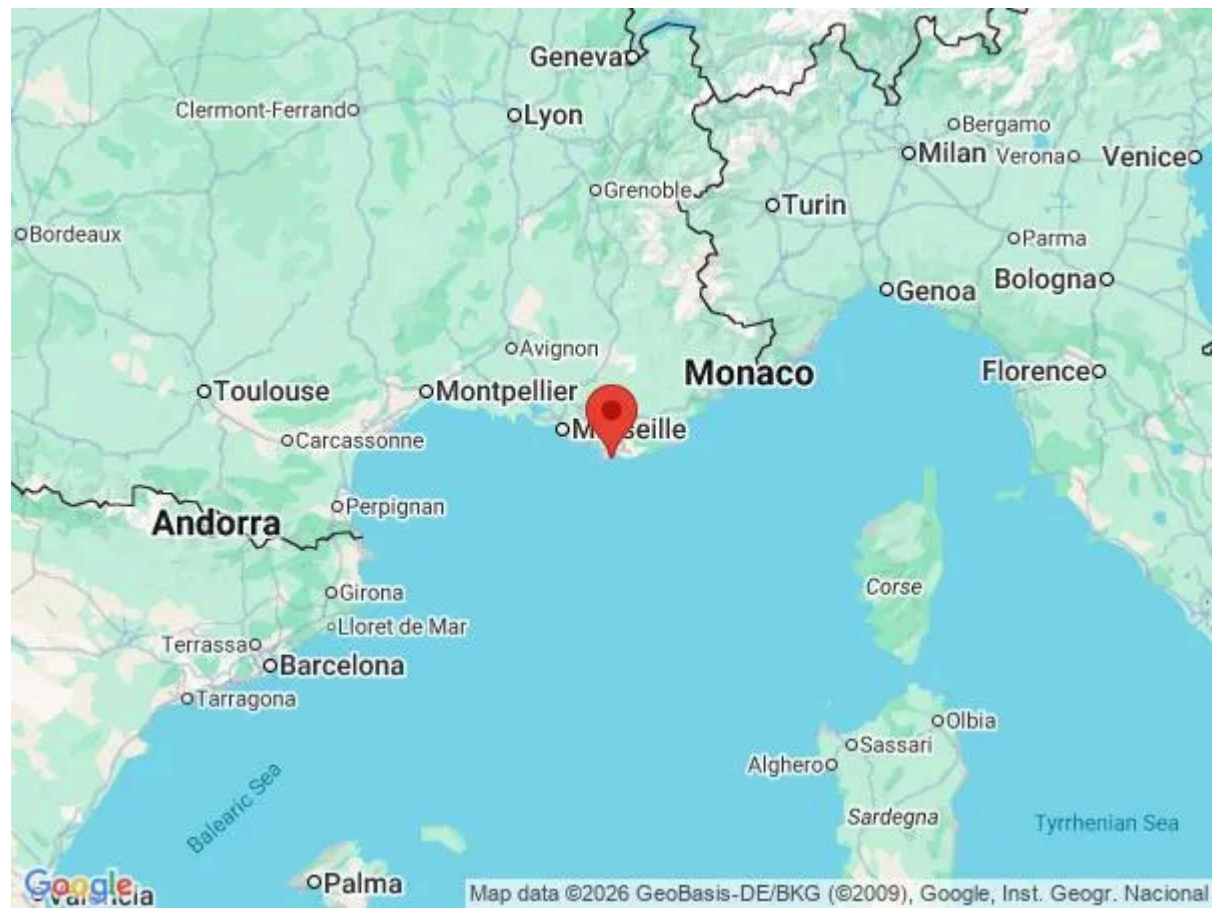 Geneva
Clermont-Ferrand
Lyon
Bergamo
Milan
Verona
Venice
Grenoble
Turin
Bordeaux
Parma
Bologna
Genoa
Avignon
Monaco
Florence
Toulouse
Montpellier
Marseille
Carcassonne
Perpignan
Andorra
Corse
Girona
Lloret de Mar
Terrassa
Barcelona
Tarragona
Olbia
Sassari
Alghero
Balearic Sea
Sardegna
Tyrrhenian Sea
Palma
Google
Valencia
Map data ©2026 GeoBasis-DE/BKG (©2009), Google, Inst. Geogr. Nacional